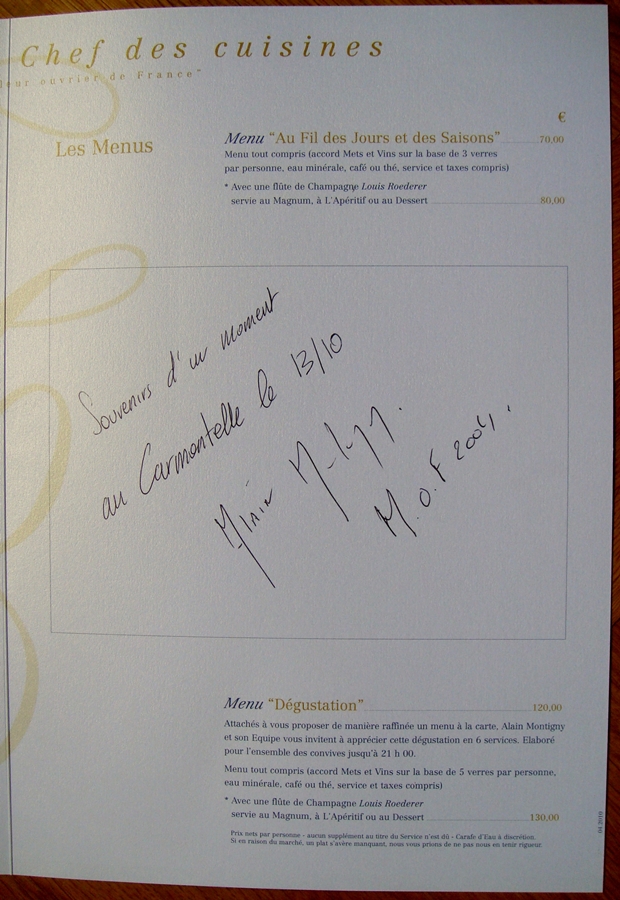 Chef des cuisines
leur ouvrier de France"
€
Les Menus
Menu "Au Fil des Jours et des Saisons" 70,00
Menu tout compris (accord Mets et Vins sur la base de 3 verres
par personne, eau minérale, café ou thé, service et taxes compris)
* Avec une flûte de Champagne Louis Roederer
servie au Magnum, à L'Apéritif ou au Dessert 80,00
Souvenirs d'un moment
au Carmontelle le 13/10
Alain
M.O.F 2004.
Menu "Dégustation" 120,00
Attachés à vous proposer de manière raffinée un menu à la carte, Alain Montigny
et son Equipe vous invitent à apprécier cette dégustation en 6 services. Elaboré
pour l'ensemble des convives jusqu'à 21 h 00.
Menu tout compris (accord Mets et Vins sur la base de 5 verres par personne,
eau minérale, café ou thé, service et taxes compris)
* Avec une flûte de Champagne Louis Roederer
servie au Magnum, à L'Apéritif ou au Dessert 130,00
Prix nets par personne - aucun supplément au titre du Service n'est dû - Carafe d'Eau à discrétion.
Si en raison du marché, un plat s'avère manquant, nous vous prions de ne pas nous en tenir rigueur.